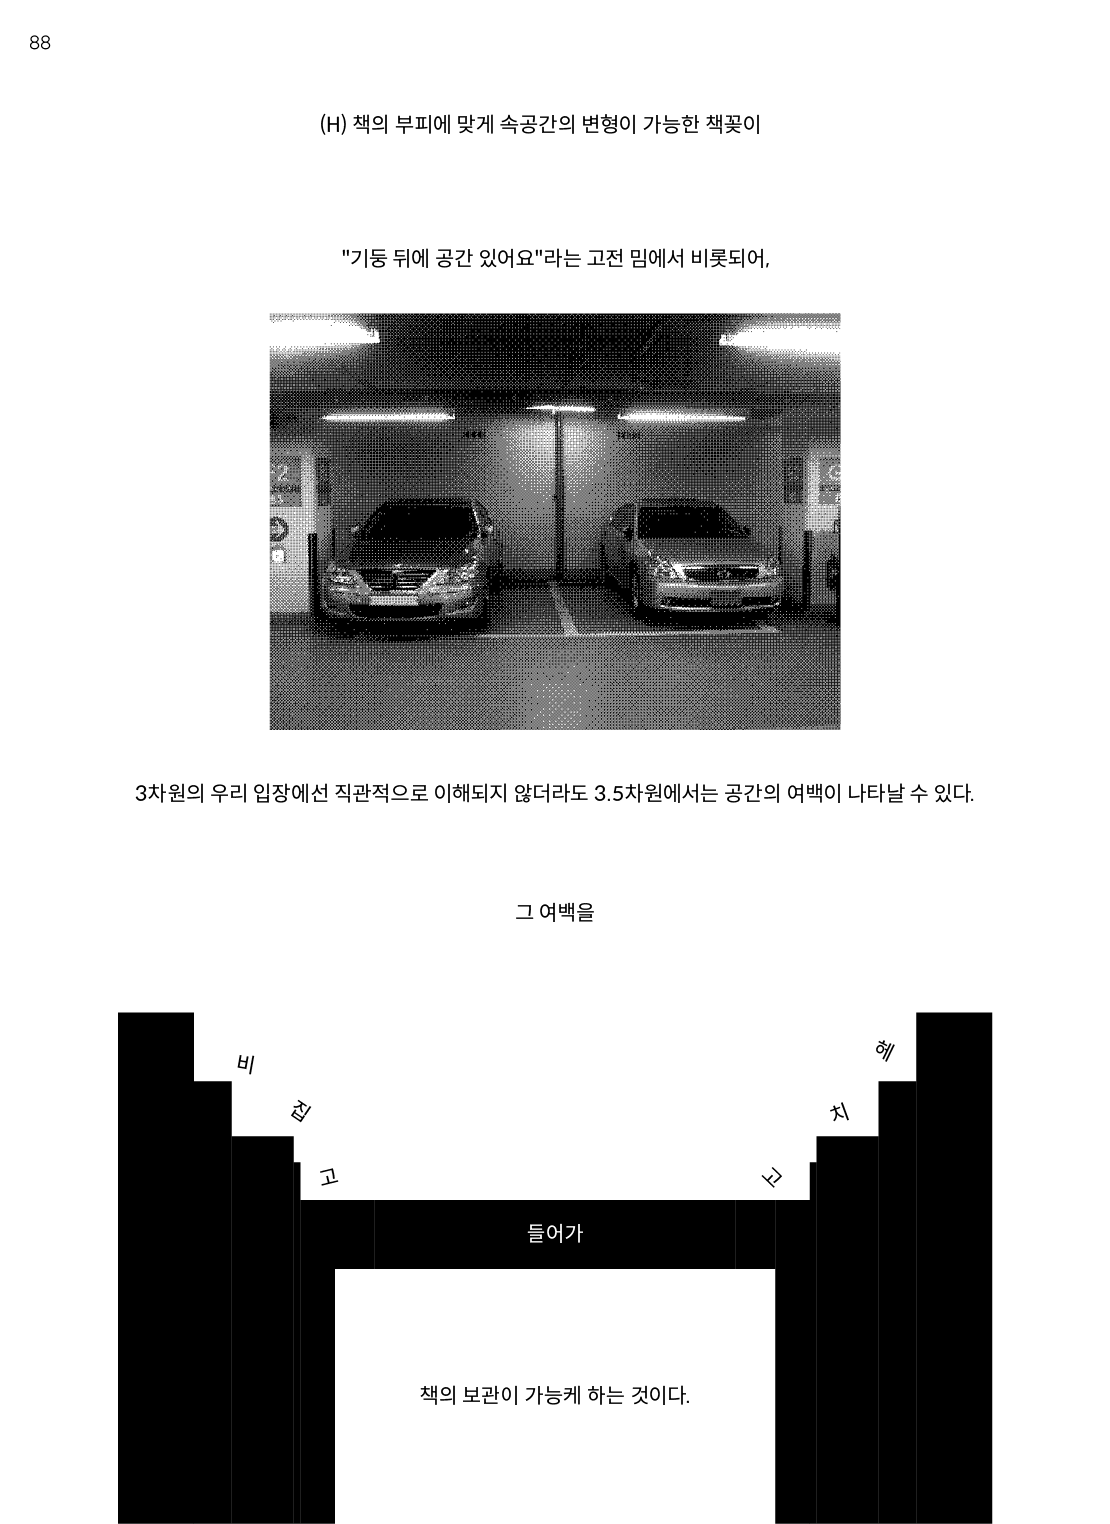 88
(H) 책의 부피에 맞게 속공간의 변형이 가능한 책꽂이
"기둥 뒤에 공간 있어요"라는 고전 밈에서 비롯되어,
3차원의 우리 입장에선 직관적으로 이해되지 않더라도 3.5차원에서는 공간의 여백이 나타날 수 있다.
그 여백을
비
집
고
헤
치
고
들어가
책의 보관이 가능케 하는 것이다.